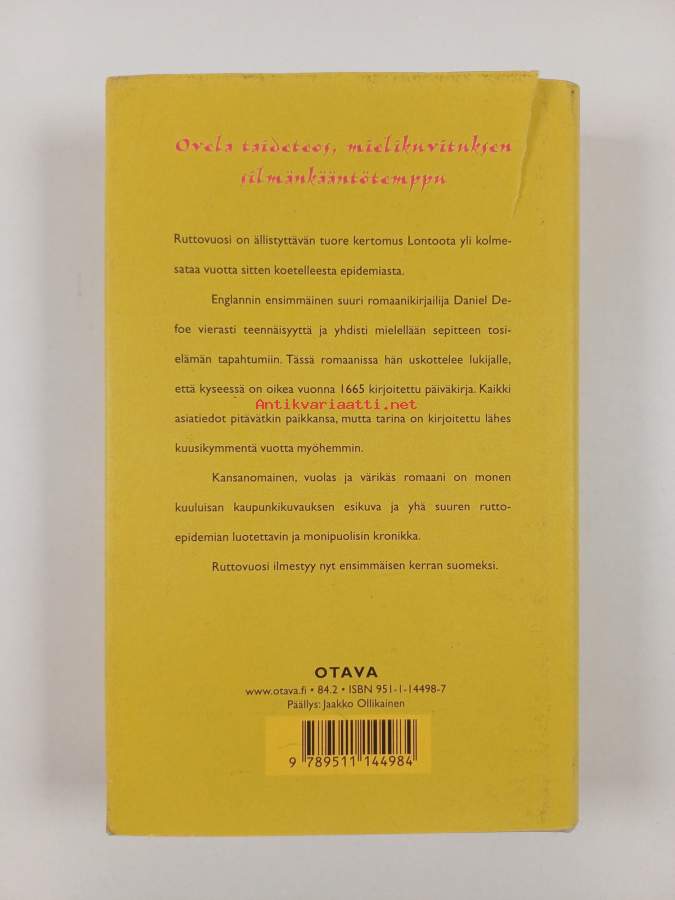 Ovela taideteos, mielikuvituksen
silmänkääntötemppu
Ruttovuosi on ällistyttävän tuore kertomus Lontoota yli kolme-
sataa vuotta sitten koetelleesta epidemiasta.
Englannin ensimmäinen suuri romaanikirjailija Daniel De-
foe vierasti teennäisyyttä ja yhdisti mielellään sepitteen tosi-
elämän tapahtumiin. Tässä romaanissa hän uskottelee lukijalle,
että kyseessä on oikea vuonna 1665 kirjoitettu päiväkirja. Kaikki
Antikvariaatti.net
asiatiedot pitävätkin paikkansa, mutta tarina on kirjoitettu lähes
kuusikymmentä vuotta myöhemmin.
Kansanomainen, vuolas ja värikäs romaani on monen
kuuluisan kaupunkikuvauksen esikuva ja yhä suuren rutto-
epidemian luotettavin ja monipuolisin kronikka.
Ruttovuosi ilmestyy nyt ensimmäisen kerran suomeksi.
OTAVA
www.otava.fi • 84.2 • ISBN 951-1-14498-7
Päällys: Jaakko Ollikainen
9 789511 144984